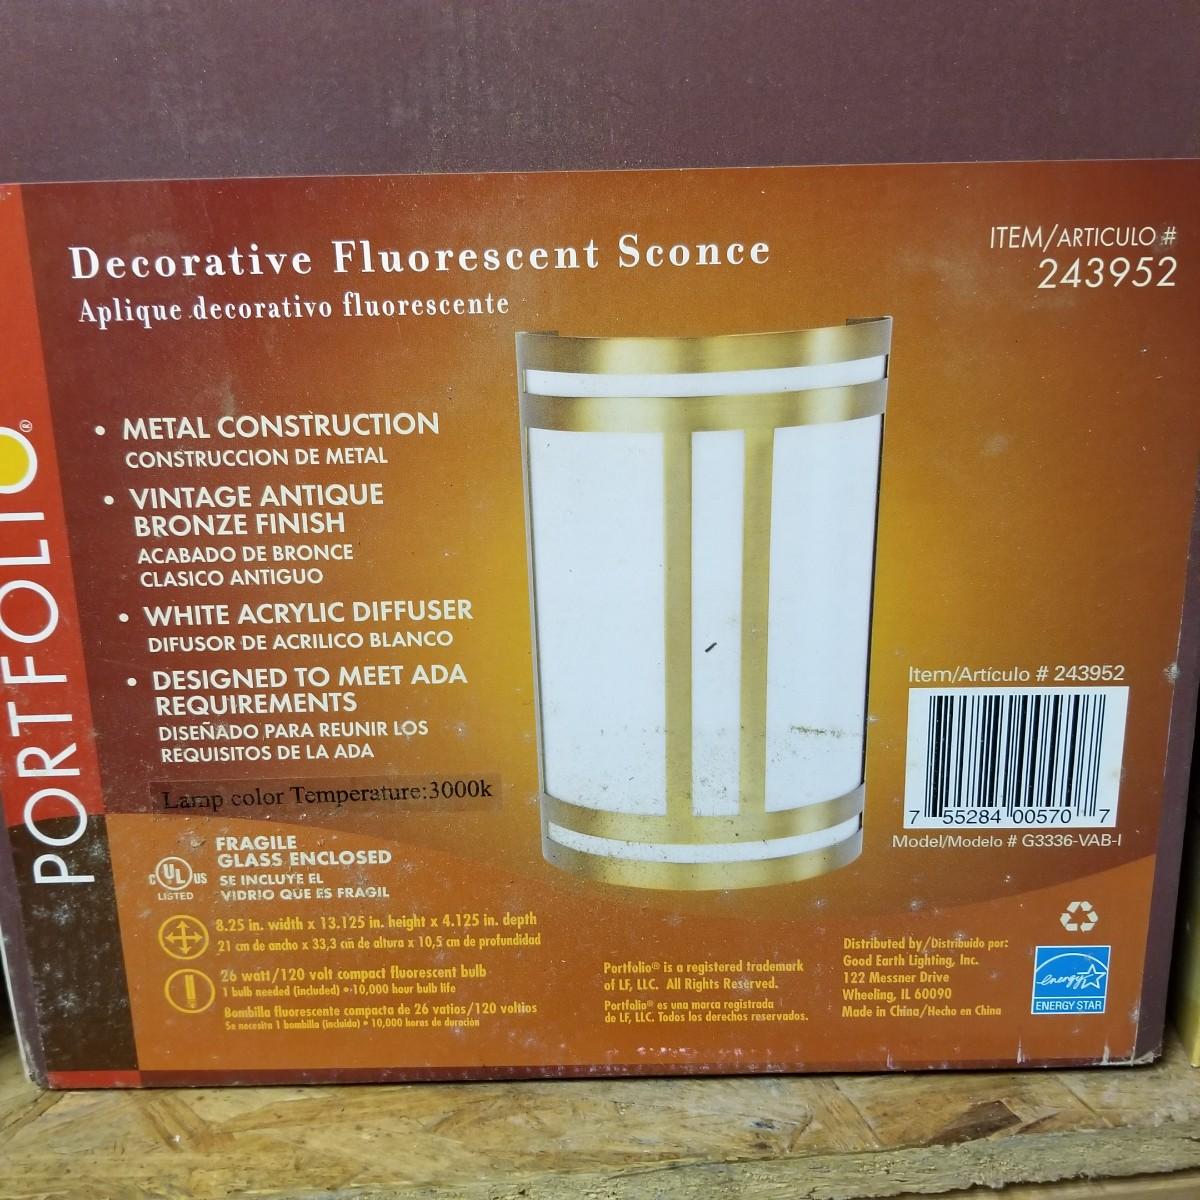 PORTFOLIO®
Decorative Fluorescent Sconce
Aplique decorativo fluorescente
ITEM/ARTICULO #
243952
• METAL CONSTRUCTION
CONSTRUCCION DE METAL
• VINTAGE ANTIQUE
BRONZE FINISH
ACABADO DE BRONCE
CLASICO ANTIGUO
• WHITE ACRYLIC DIFFUSER
DIFUSOR DE ACRILICO BLANCO
• DESIGNED TO MEET ADA
REQUIREMENTS
DISEÑADO PARA REUNIR LOS
REQUISITOS DE LA ADA
Lamp color Temperature:3000k
Item/Artículo # 243952
7 55284 00570 7
Model/Modelo # G3336-VAB-I
C UL US
LISTED
FRAGILE
GLASS ENCLOSED
SE INCLUYE EL
VIDRIO QUE ES FRAGIL
8.25 in. width x 13.125 in. height x 4.125 in. depth
21 cm de ancho x 33,3 cm de altura x 10,5 cm de profundidad
26 watt/120 volt compact fluorescent bulb
1 bulb needed (included) • 10,000 hour bulb life
Bombilla fluorescente compacta de 26 vatios/120 voltios
Se necesita 1 bombilla (incluida) • 10,000 horas de duración
Portfolio® is a registered trademark
of LF, LLC. All Rights Reserved.
Portfolio® es una marca registrada
de LF, LLC. Todos los derechos reservados.
Distributed by/Distribuido por:
Good Earth Lighting, Inc.
122 Messner Drive
Wheeling, IL 60090
Made in China/Hecho en China
energy
ENERGY STAR